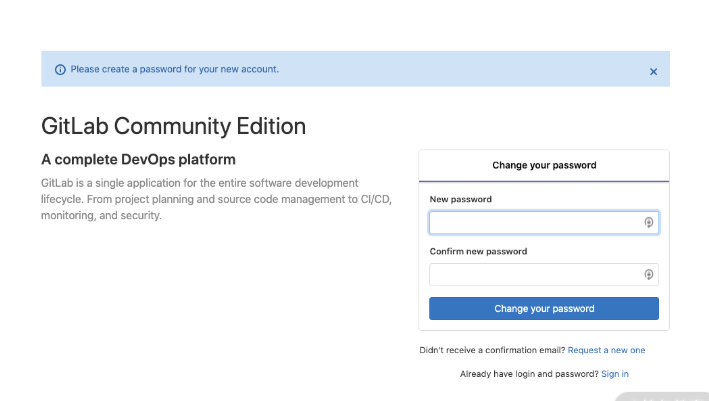 Please create a password for your new account.
GitLab Community Edition
A complete DevOps platform
GitLab is a single application for the entire software development
lifecycle. From project planning and source code management to CI/CD,
monitoring, and security.
Change your password
New password
Confirm new password
Change your password
Didn't receive a confirmation email? Request a new one
Already have login and password? Sign in